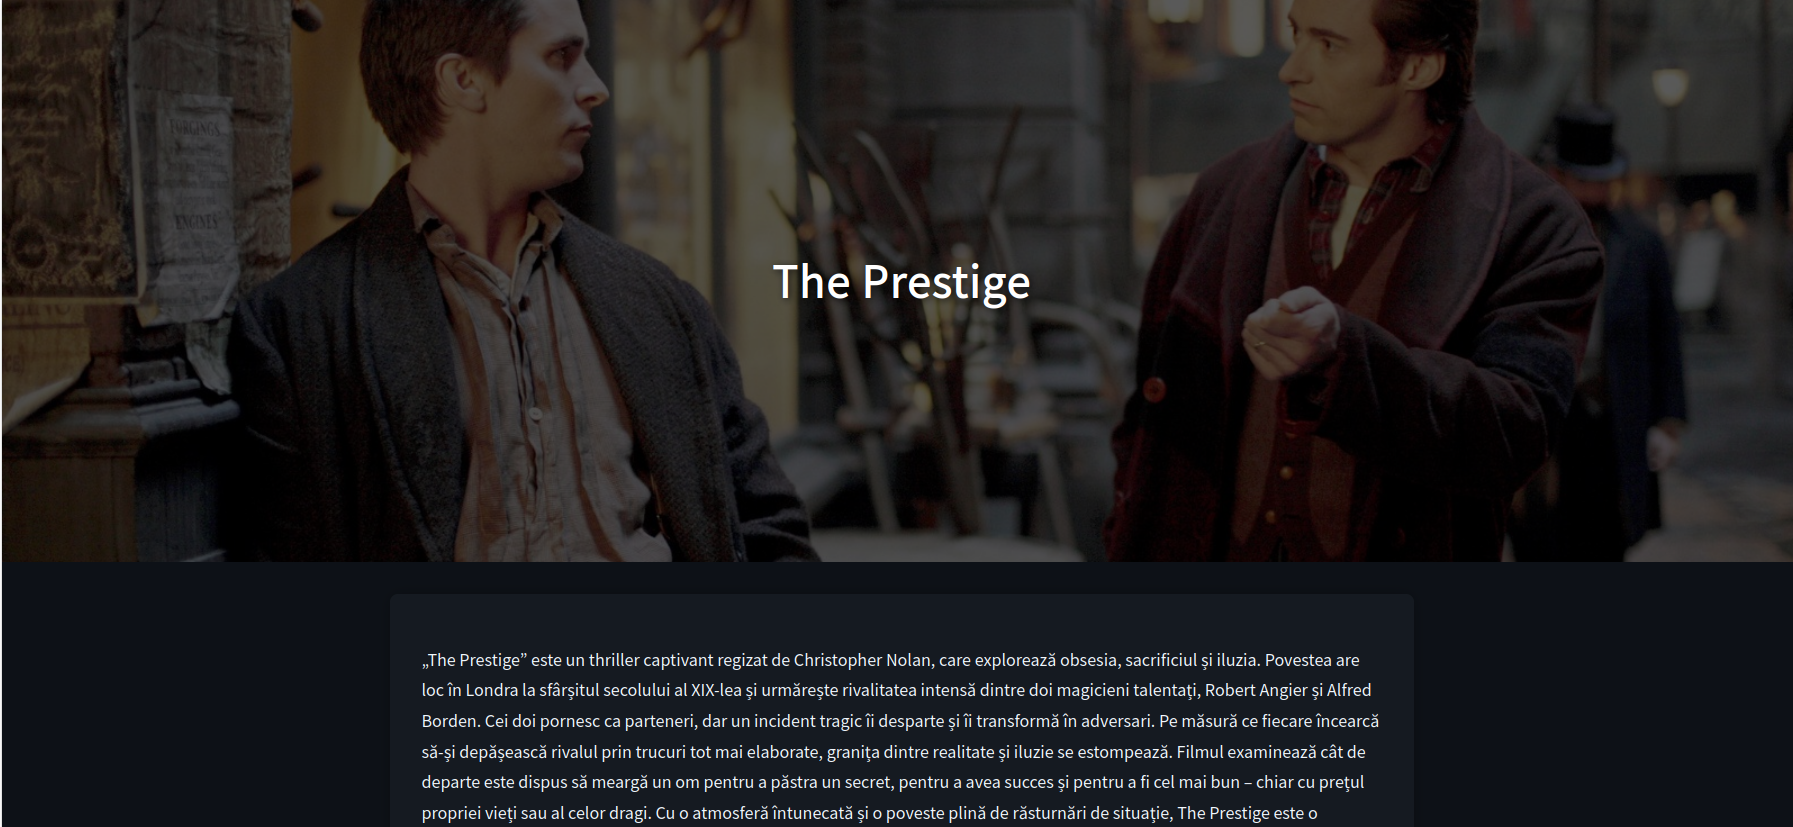 FORGINGS
ENGINES
The Prestige
„The Prestige” este un thriller captivant regizat de Christopher Nolan, care explorează obsesia, sacrificiul și iluzia. Povestea are
loc în Londra la sfârșitul secolului al XIX-lea și urmărește rivalitatea intensă dintre doi magicieni talentați, Robert Angier și Alfred
Borden. Cei doi pornesc ca parteneri, dar un incident tragic îi desparte și îi transformă în adversari. Pe măsură ce fiecare încearcă
să-și depășească rivalul prin trucuri tot mai elaborate, granița dintre realitate și iluzie se estompează. Filmul examinează cât de
departe este dispus să meargă un om pentru a păstra un secret, pentru a avea succes și pentru a fi cel mai bun – chiar cu prețul
propriei vieți sau al celor dragi. Cu o atmosferă întunecată și o poveste plină de răsturnări de situație, The Prestige este o